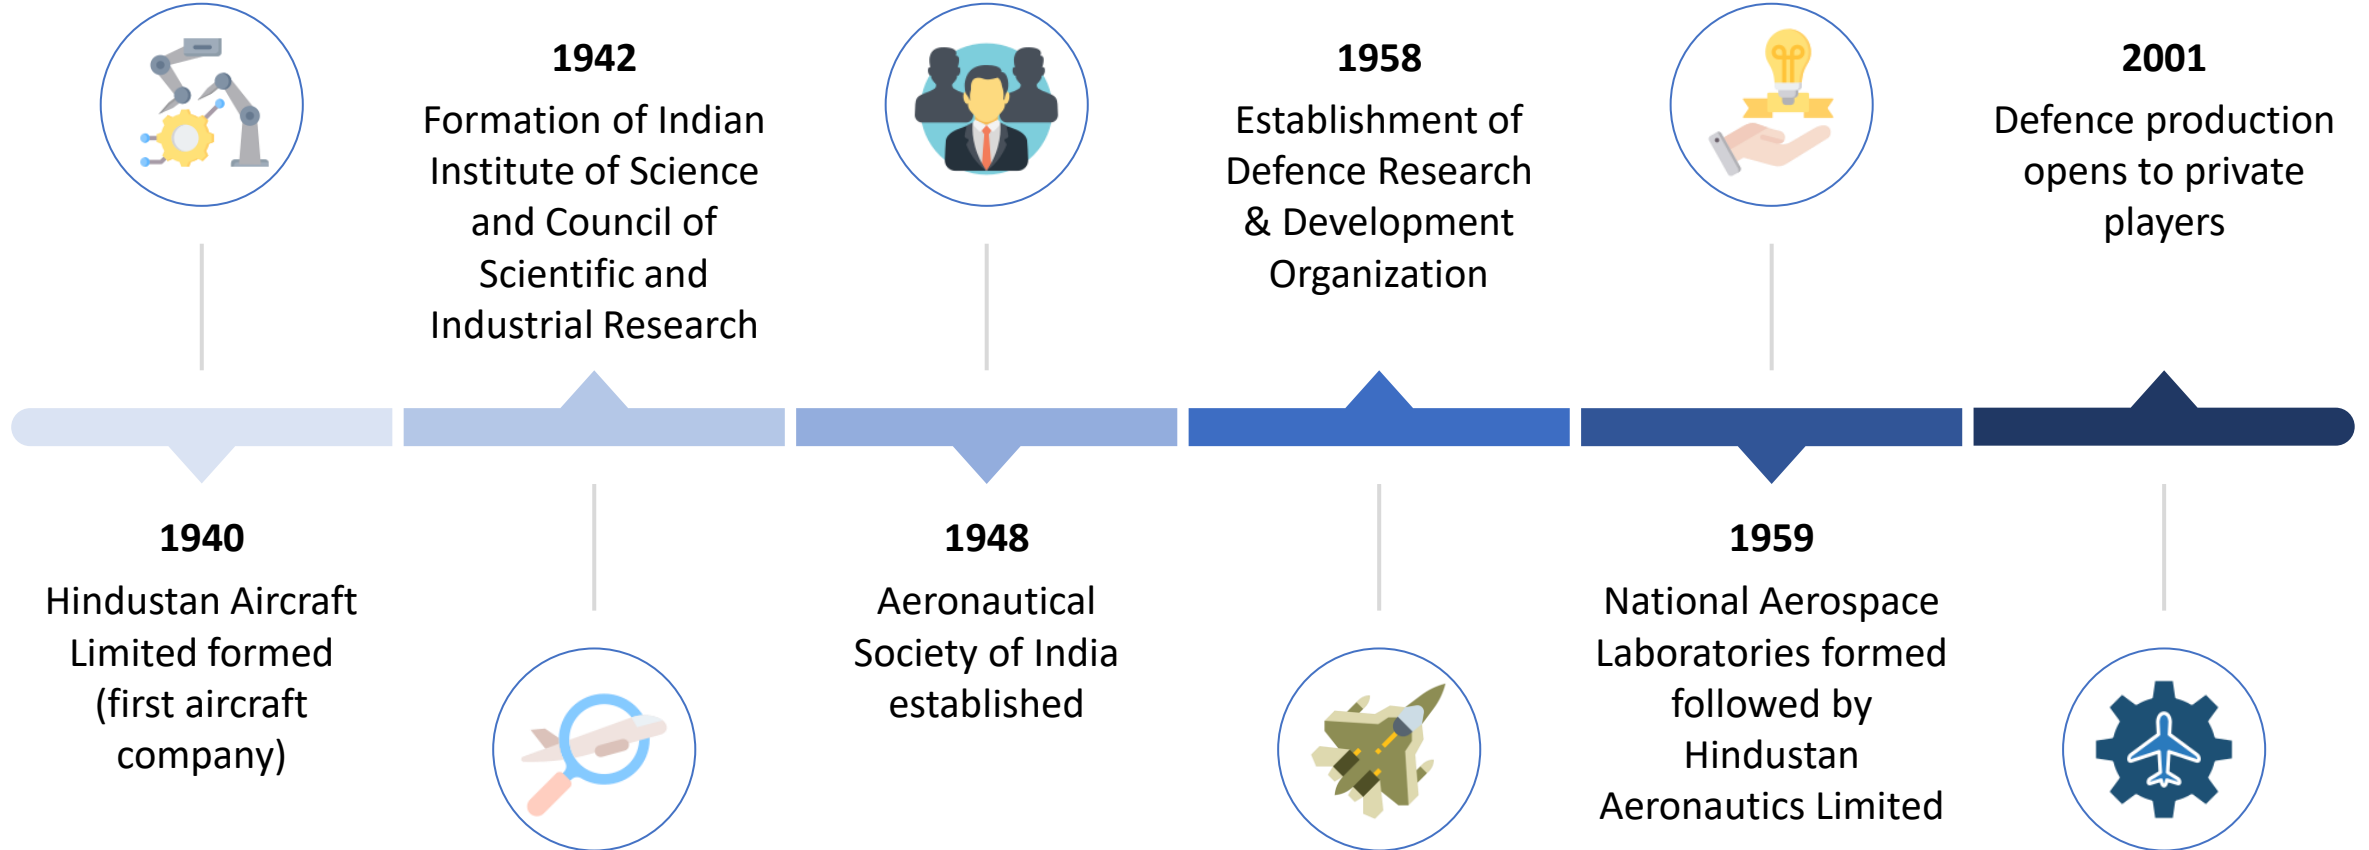 1940
Hindustan Aircraft
Limited formed
(first aircraft
company)
1942
Formation of Indian
Institute of Science
and Council of
Scientific and
Industrial Research
1948
Aeronautical
Society of India
established
1958
Establishment of
Defence Research
& Development
Organization
1959
National Aerospace
Laboratories formed
followed by
Hindustan
Aeronautics Limited
2001
Defence production
opens to private
players